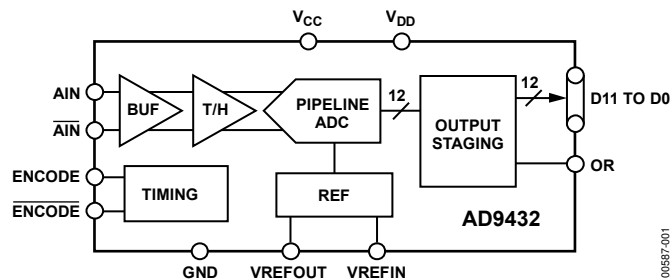 VCC VDD
AIN
AIN
BUF
T/H
PIPELINE
ADC
12
OUTPUT
STAGING
12
D11 TO D0
OR
ENCODE
ENCODE
TIMING
REF
AD9432
GND VREFOUT VREFIN
00587-001